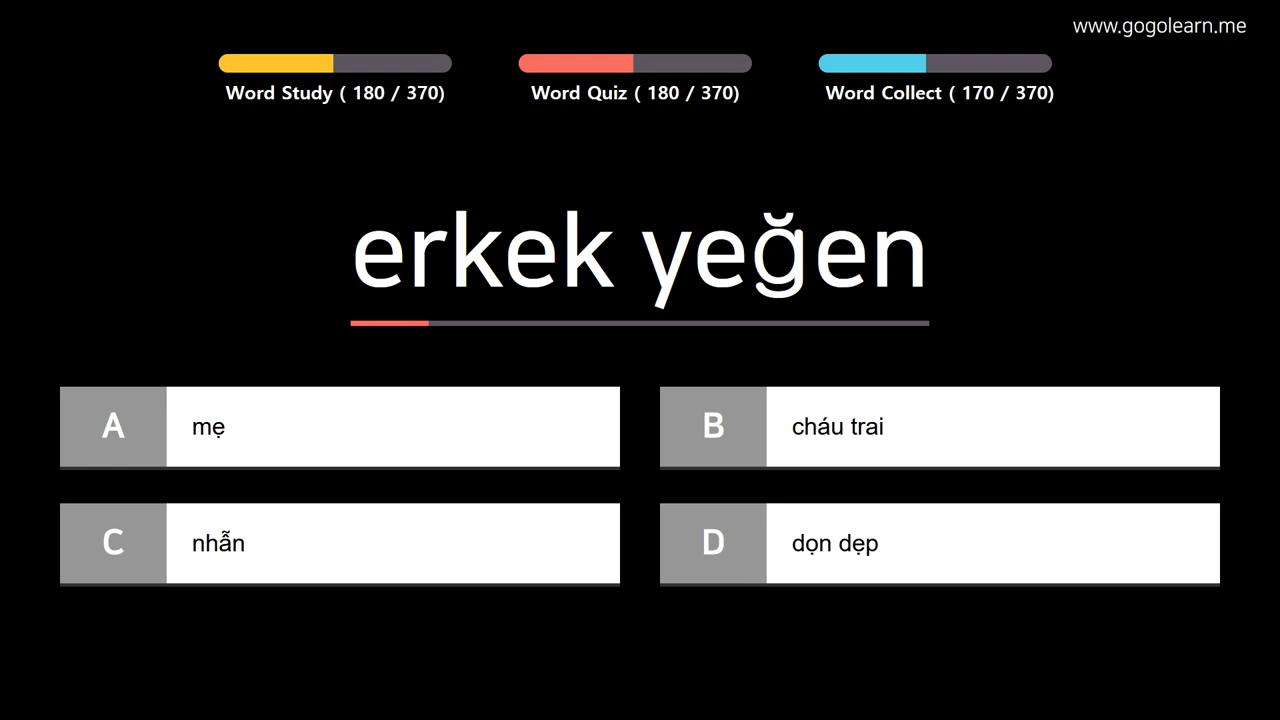 www.gogolearn.me
Word Study ( 180 / 370)
Word Quiz ( 180 / 370)
Word Collect ( 170 / 370)
erkek yeğen
A mẹ
B cháu trai
C nhẫn
D dọn dẹp